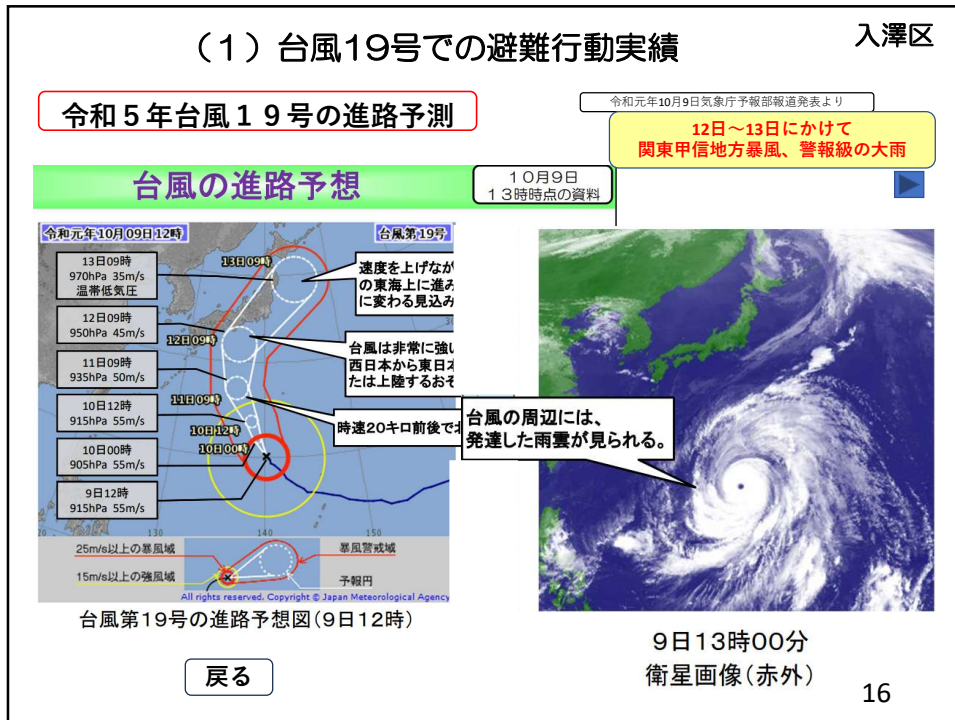 （1）台風19号での避難行動実績
入澤区
令和５年台風１９号の進路予測
令和元年10月9日気象庁予報部報道発表より
12日～13日にかけて
関東甲信地方暴風、警報級の大雨
台風の進路予想
１０月９日
１３時時点の資料
令和元年10月09日12時
台風第19号
13日09時
970hPa 35m/s
温帯低気圧
12日09時
950hPa 45m/s
11日09時
935hPa 50m/s
10日12時
915hPa 55m/s
10日00時
905hPa 55m/s
9日12時
915hPa 55m/s
13日09時
12日09時
11日09時
10日12時
10日00時
速度を上げなが
の東海上に進み
に変わる見込み
台風は非常に強い
西日本から東日本
たは上陸するおそ
時速20キロ前後で北
台風の周辺には、
発達した雨雲が見られる。
130
140
150
25m/s以上の暴風域
15m/s以上の強風域
暴風警戒域
予報円
All rights reserved. Copyright © Japan Meteorological Agency
台風第19号の進路予想図（9日12時）
9日13時00分
衛星画像（赤外）
戻る
16